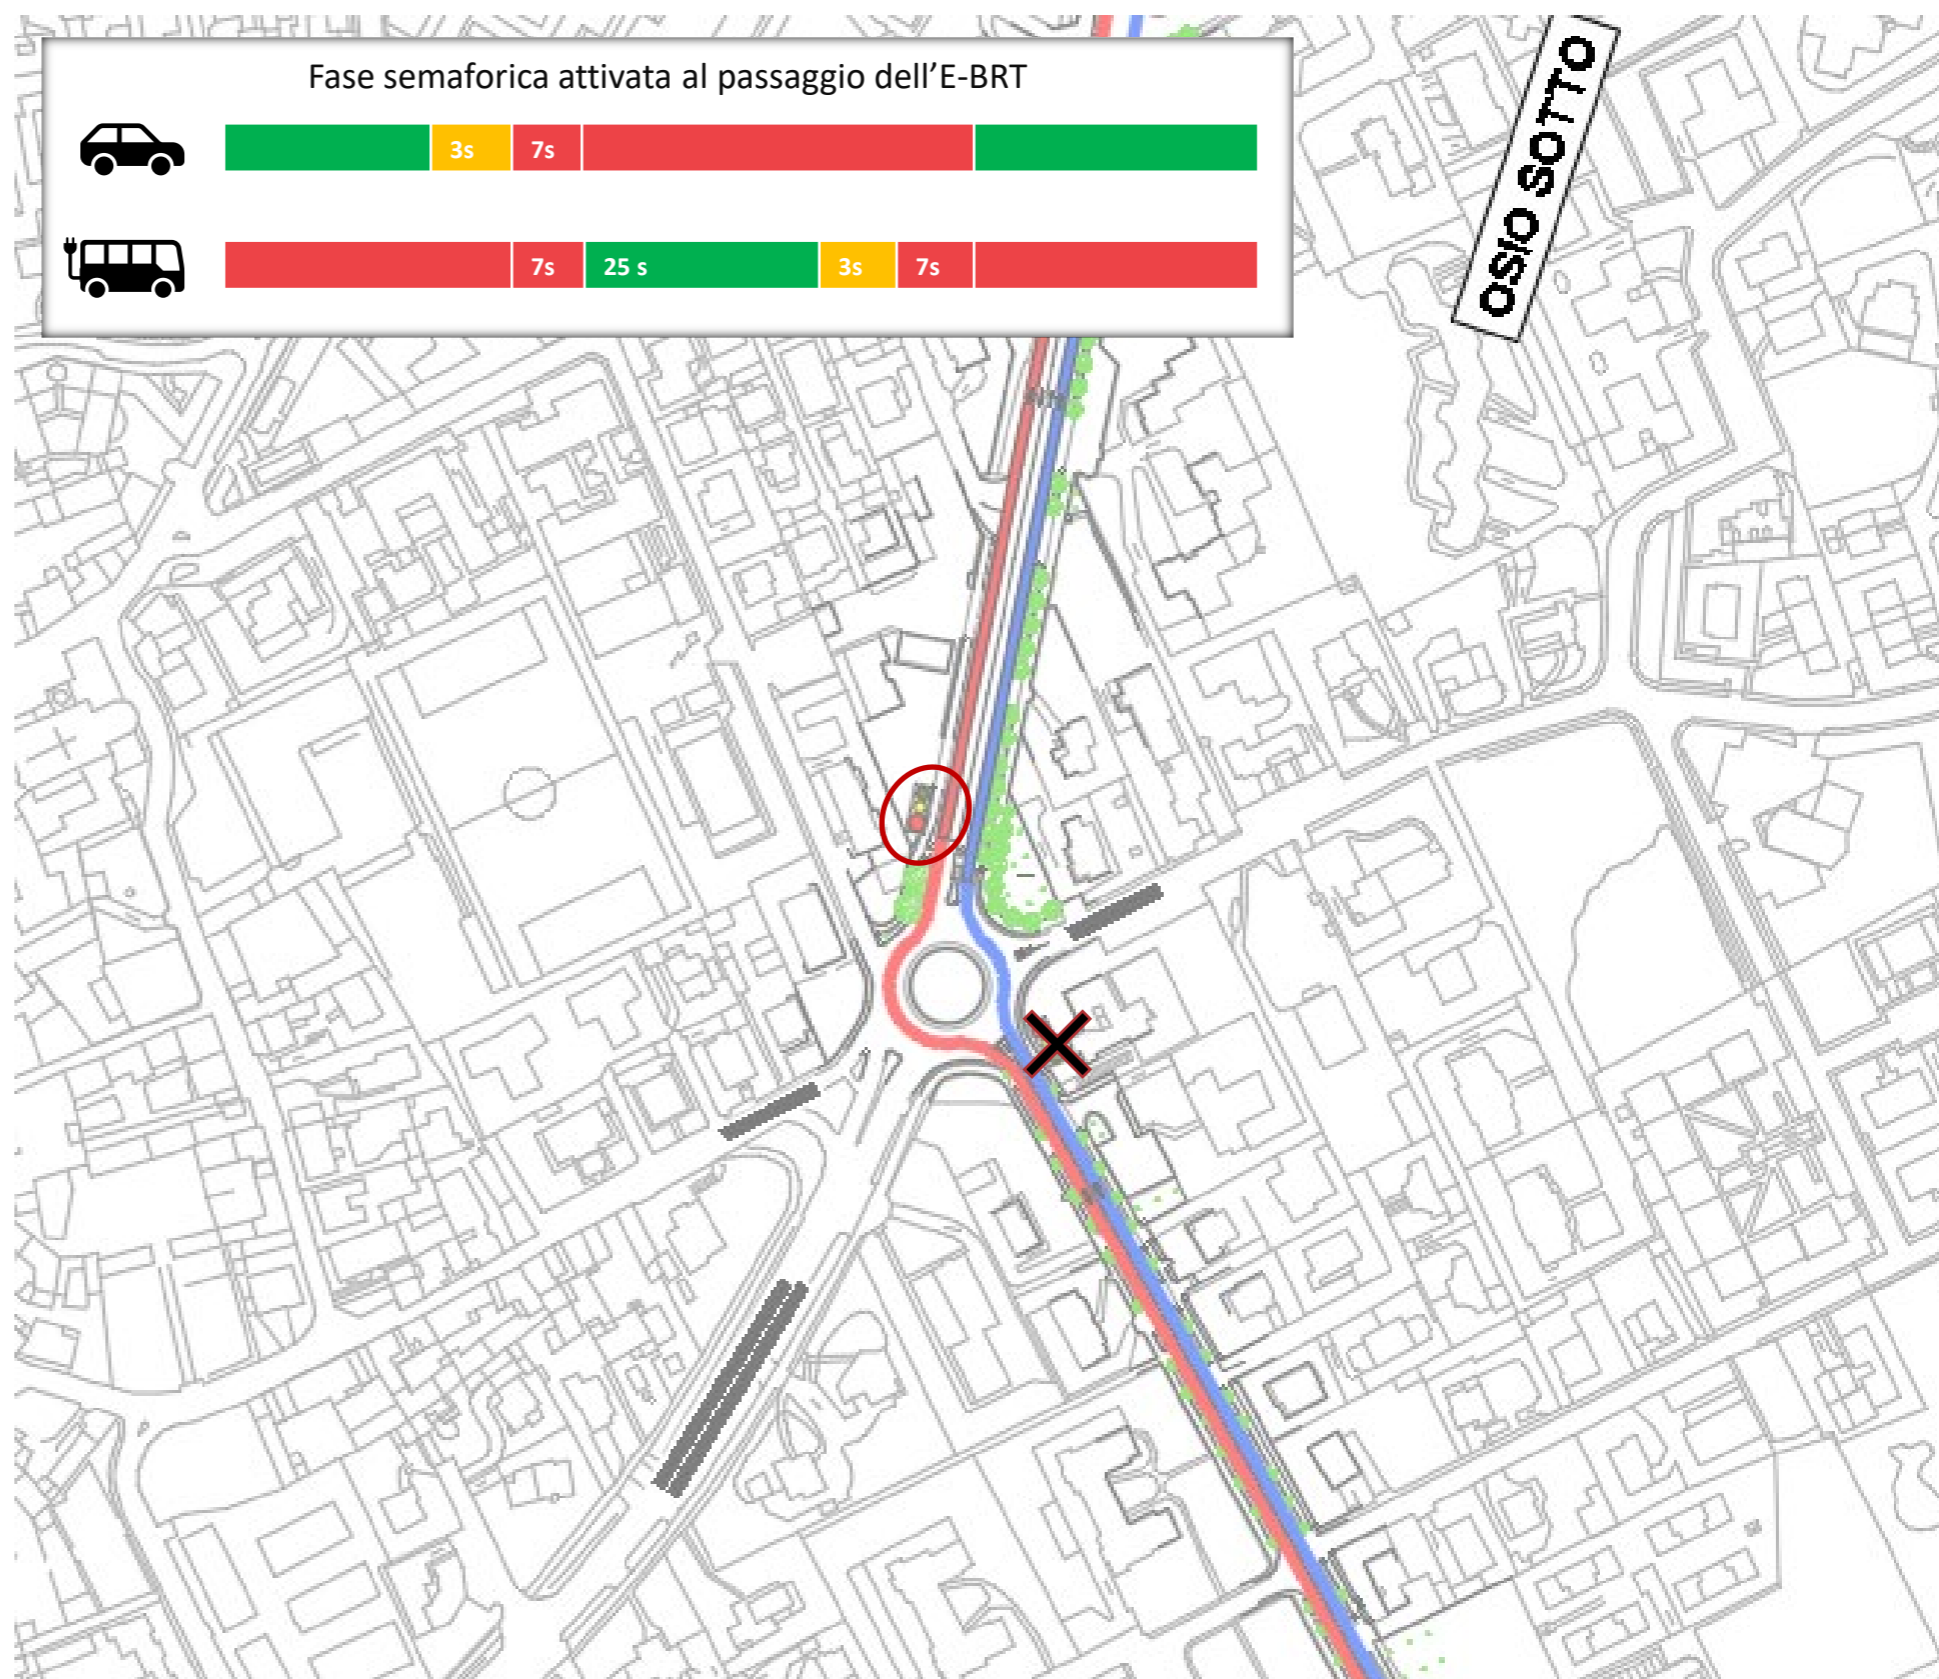 Fase semaforica attivata al passaggio dell'E-BRT
3s 7s
7s 25 s 3s 7s
OSIO SOTTO